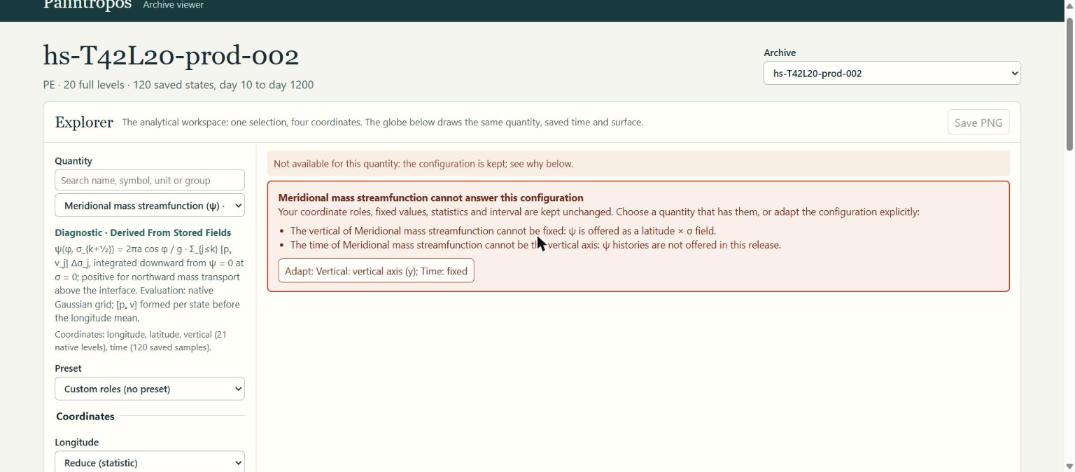 Palintropos Archive viewer
hs-T42L20-prod-002
PE · 20 full levels · 120 saved states, day 10 to day 1200
Archive
hs-T42L20-prod-002
Explorer The analytical workspace: one selection, four coordinates. The globe below draws the same quantity, saved time and surface.
Save PNG
Quantity
Search name, symbol, unit or group
Meridional mass streamfunction (ψ) ·
Diagnostic · Derived From Stored Fields
ψ(φ, σ_{k+½}) = 2πa cos φ / g · Σ_{j≤k} [pₛ
v_j] Δσ_j, integrated downward from ψ = 0 at
σ = 0; positive for northward mass transport
above the interface. Evaluation: native
Gaussian grid; [pₛ v] formed per state before
the longitude mean.
Coordinates: longitude, latitude, vertical (21
native levels), time (120 saved samples).
Preset
Custom roles (no preset)
Coordinates
Longitude
Reduce (statistic)
Not available for this quantity: the configuration is kept; see why below.
Meridional mass streamfunction cannot answer this configuration
Your coordinate roles, fixed values, statistics and interval are kept unchanged. Choose a quantity that has them, or adapt the configuration explicitly:
• The vertical of Meridional mass streamfunction cannot be fixed: ψ is offered as a latitude × σ field.
• The time of Meridional mass streamfunction cannot be vertical axis: ψ histories are not offered in this release.
Adapt: Vertical: vertical axis (y); Time: fixed